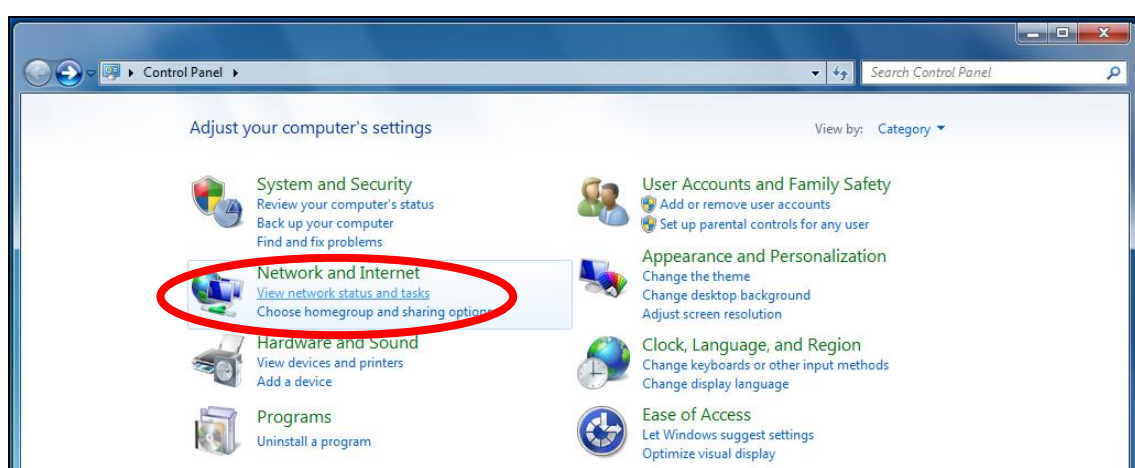 Control Panel
Search Control Panel
Adjust your computer's settings
View by: Category
System and Security
Review your computer's status
Back up your computer
Find and fix problems
Network and Internet
View network status and tasks
Choose homegroup and sharing options
Hardware and Sound
View devices and printers
Add a device
Programs
Uninstall a program
User Accounts and Family Safety
Add or remove user accounts
Set up parental controls for any user
Appearance and Personalization
Change the theme
Change desktop background
Adjust screen resolution
Clock, Language, and Region
Change keyboards or other input methods
Change display language
Ease of Access
Let Windows suggest settings
Optimize visual display